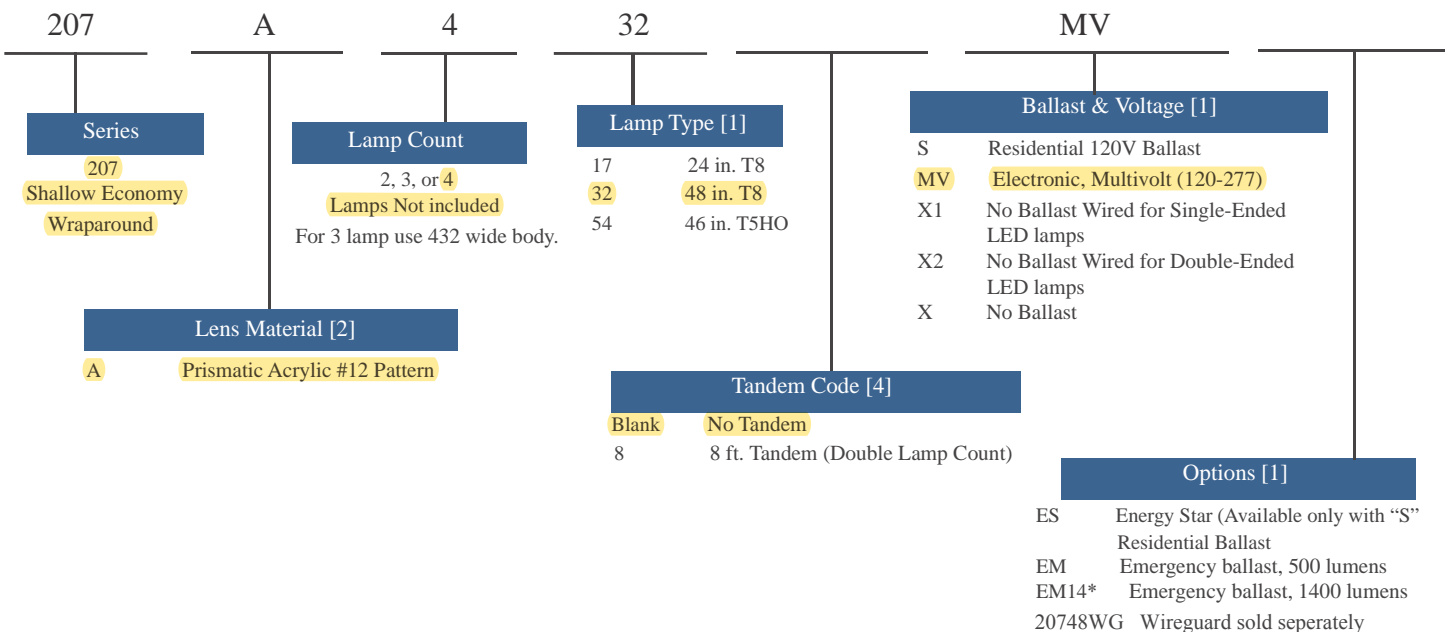 207 A 4 32 MV
Series
207
Shallow Economy
Wraparound
Lens Material [2]
A Prismatic Acrylic #12 Pattern
Lamp Count
2, 3, or 4
Lamps Not included
For 3 lamp use 432 wide body.
Lamp Type [1]
17 24 in. T8
32 48 in. T8
54 46 in. T5HO
Tandem Code [4]
Blank No Tandem
8 8 ft. Tandem (Double Lamp Count)
Ballast & Voltage [1]
S Residential 120V Ballast
MV Electronic, Multivolt (120-277)
X1 No Ballast Wired for Single-Ended
LED lamps
X2 No Ballast Wired for Double-Ended
LED lamps
X No Ballast
Options [1]
ES Energy Star (Available only with “S”
Residential Ballast
EM Emergency ballast, 500 lumens
EM14* Emergency ballast, 1400 lumens
20748WG Wireguard sold seperately